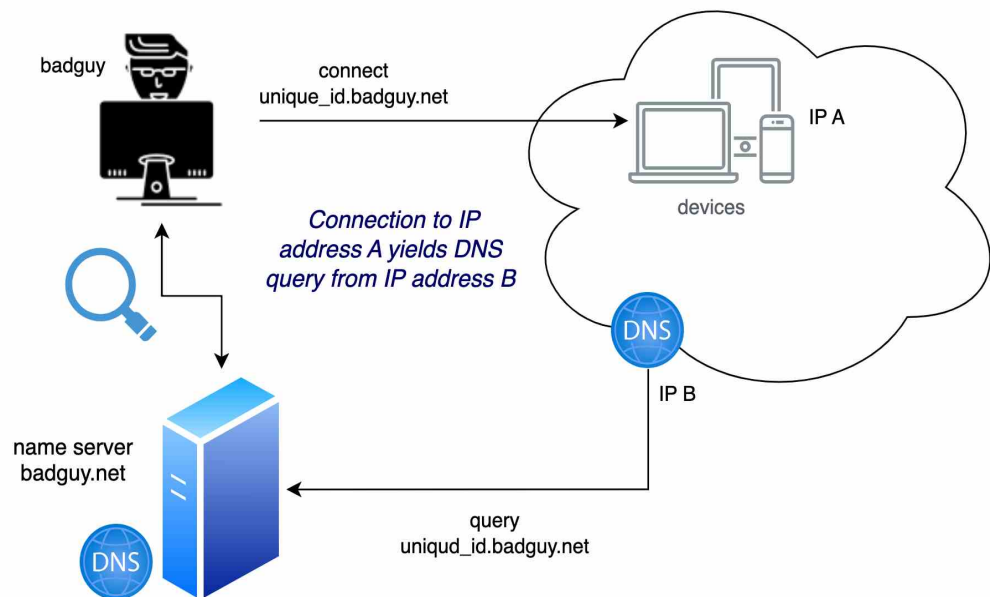 badguy
connect
unique_id.badguy.net
IP A
devices
Connection to IP
address A yields DNS
query from IP address B
DNS
IP B
name server
badguy.net
DNS
query
uniqud_id.badguy.net